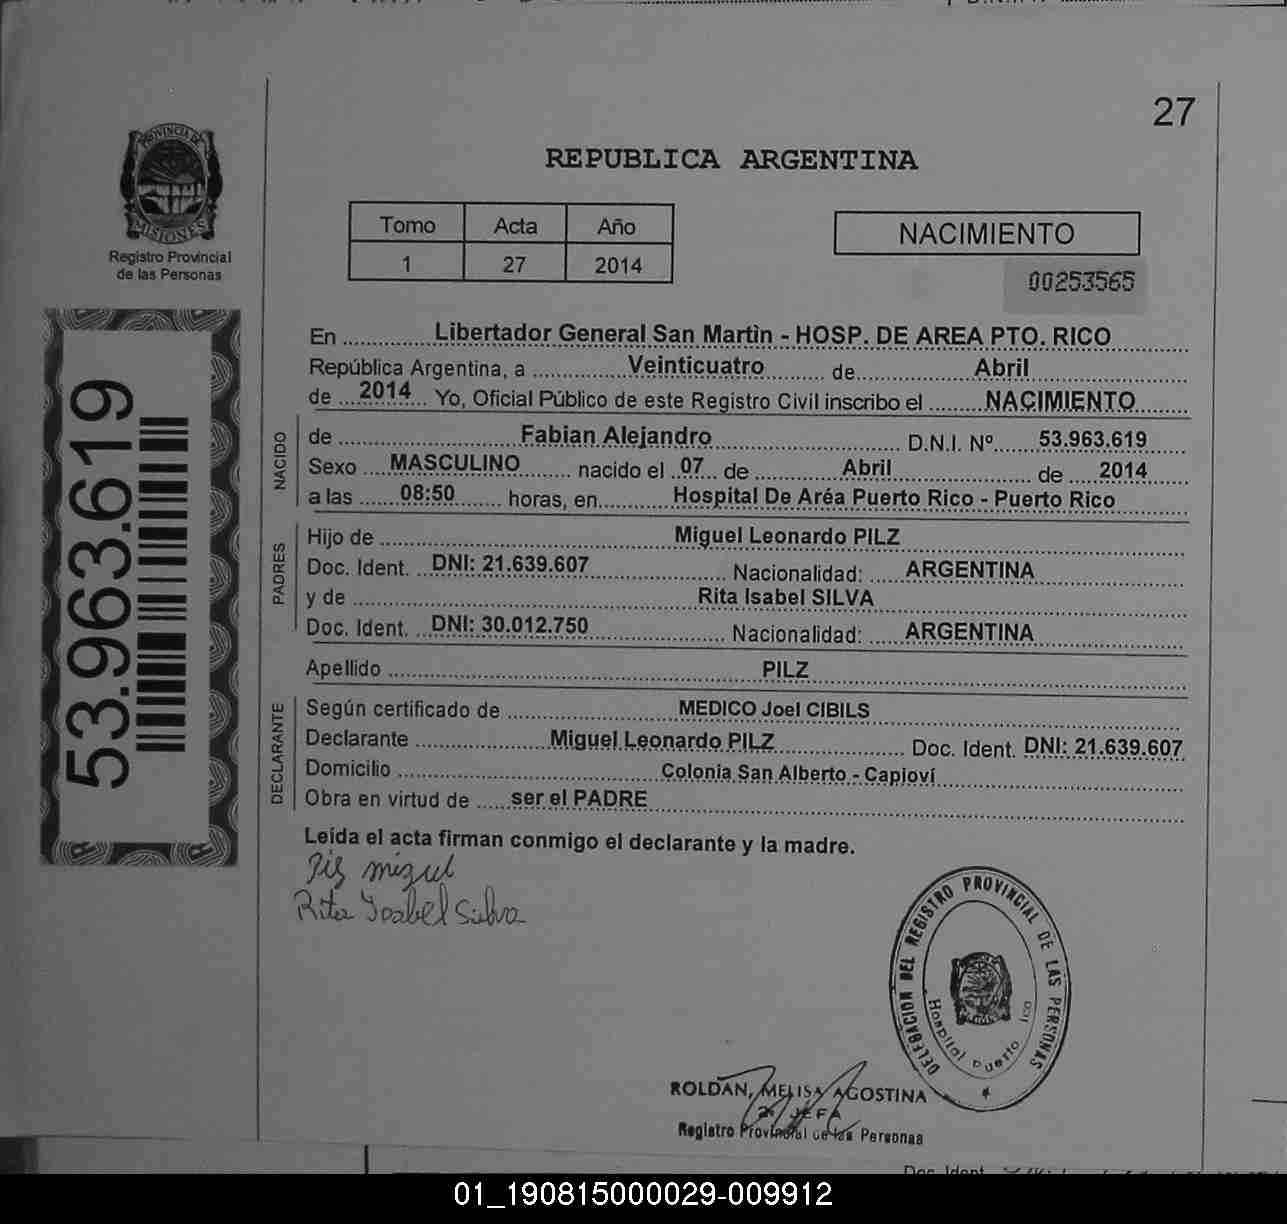 27
PROVINCIA DE
MISIONES
Registro Provincial
de las Personas
REPUBLICA ARGENTINA
Tomo Acta Año
1 27 2014
NACIMIENTO
00253565
53.963.619
En Libertador General San Martin - HOSP. DE AREA PTO. RICO
República Argentina, a Veinticuatro de Abril
de 2014 Yo, Oficial Público de este Registro Civil inscribo el NACIMIENTO
NACIDO
de Fabian Alejandro D.N.I. Nº 53.963.619
Sexo MASCULINO nacido el 07 de Abril de 2014
a las 08:50 horas, en Hospital De Aréa Puerto Rico - Puerto Rico
PADRES
Hijo de Miguel Leonardo PILZ
Doc. Ident. DNI: 21.639.607 Nacionalidad: ARGENTINA
y de Rita Isabel SILVA
Doc. Ident. DNI: 30.012.750 Nacionalidad: ARGENTINA
Apellido PILZ
DECLARANTE
Según certificado de MEDICO Joel CIBILS
Declarante Miguel Leonardo PILZ Doc. Ident. DNI: 21.639.607
Domicilio Colonia San Alberto - Capioví
Obra en virtud de ser el PADRE
Leída el acta firman conmigo el declarante y la madre.
Rita Isabel Silva
DELEGACION DEL REGISTRO PROVINCIAL DE LAS PERSONAS
Hospital Puerto
ROLDAN, MELISA AGOSTINA
JEFA
Registro Provincial de las Personas
Doc. Ident.
01_190815000029-009912